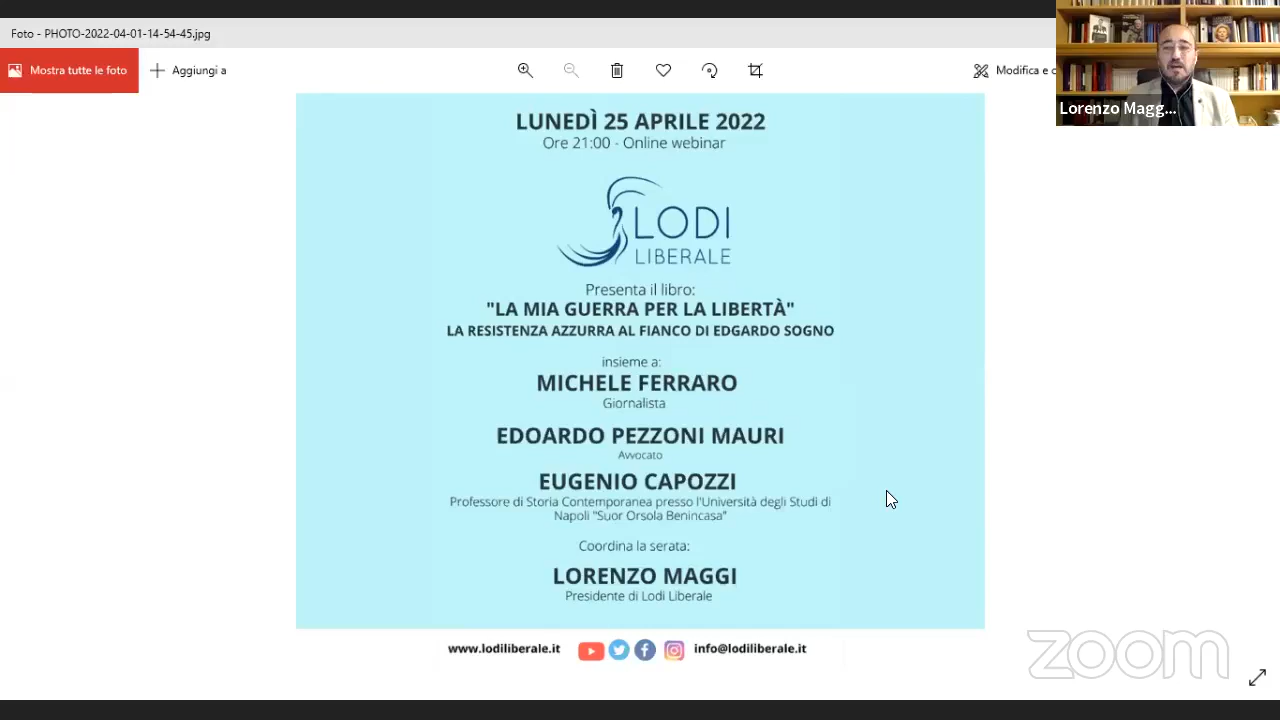 Foto - PHOTO-2022-04-01-14-54-45.jpg
Mostra tutte le foto
Aggiungi a
Modifica e c
Lorenzo Magg...
LUNEDÌ 25 APRILE 2022
Ore 21:00 - Online webinar
LODI
LIBERALE
Presenta il libro:
"LA MIA GUERRA PER LA LIBERTÀ"
LA RESISTENZA AZZURRA AL FIANCO DI EDGARDO SOGNO
insieme a:
MICHELE FERRARO
Giornalista
EDOARDO PEZZONI MAURI
Avvocato
EUGENIO CAPOZZI
Professore di Storia Contemporanea presso l'Università degli Studi di
Napoli "Suor Orsola Benincasa"
Coordina la serata:
LORENZO MAGGI
Presidente di Lodi Liberale
www.lodiliberale.it
info@lodiliberale.it
zoom